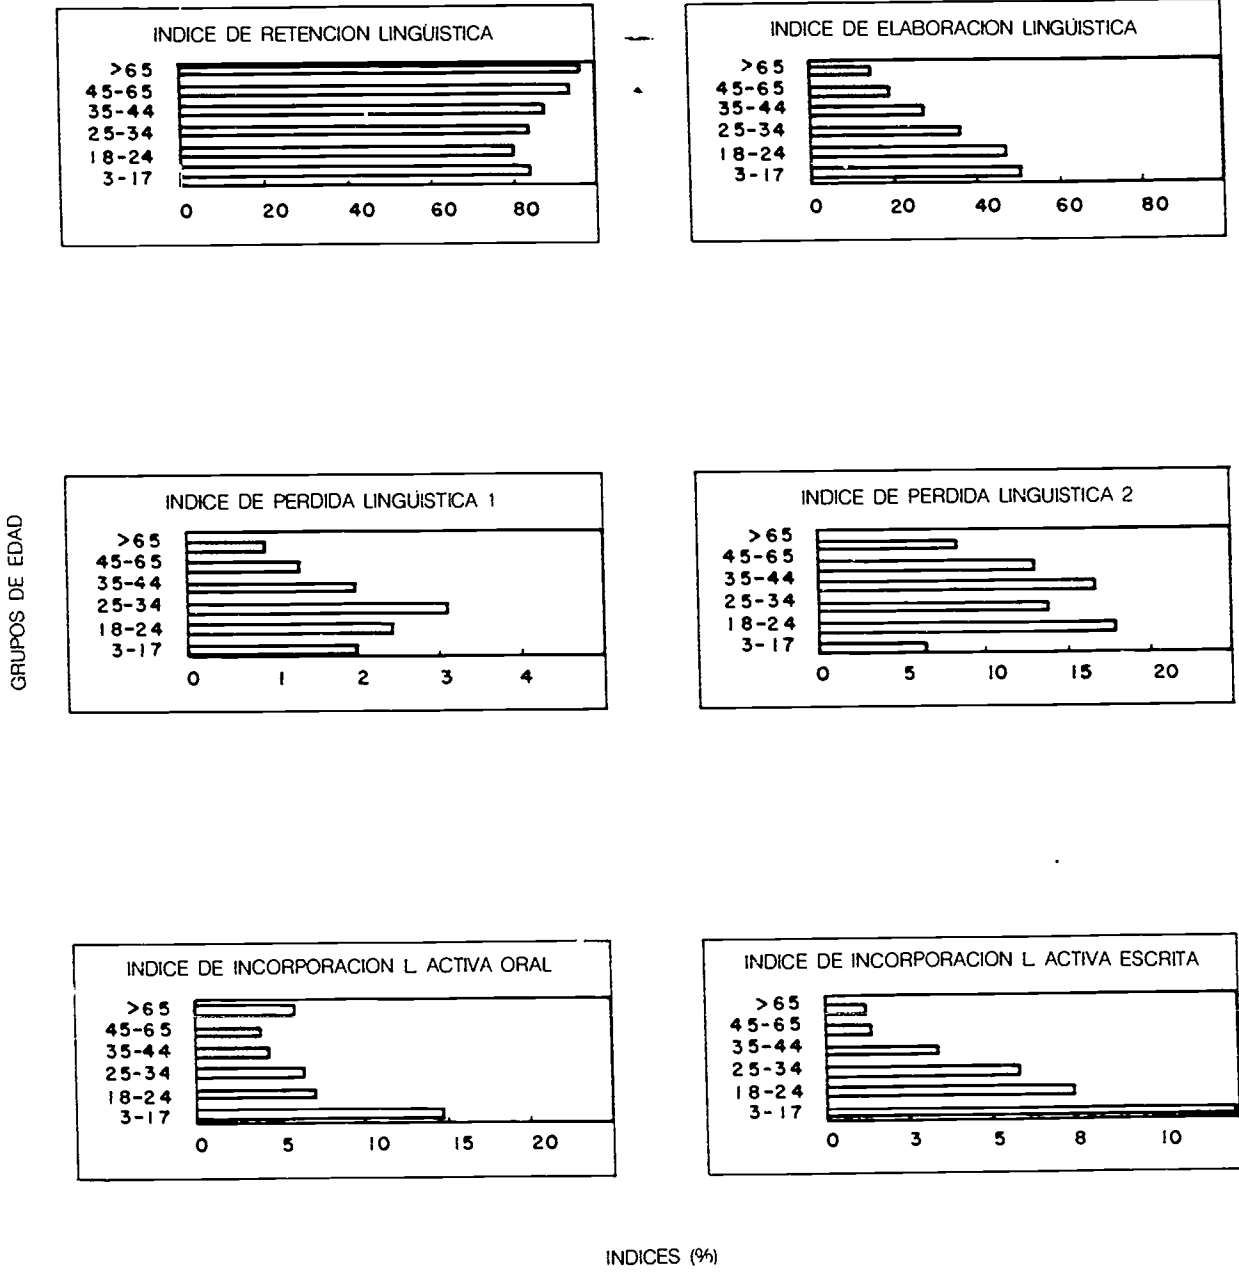 INDICE DE RETENCION LINGÜISTICA
>65
45-65
35-44
25-34
18-24
3-17
0 20 40 60 80
INDICE DE ELABORACION LINGÜISTICA
>65
45-65
35-44
25-34
18-24
3-17
0 20 40 60 80
GRUPOS DE EDAD
INDICE DE PERDIDA LINGÜISTICA 1
>65
45-65
35-44
25-34
18-24
3-17
0 1 2 3 4
INDICE DE PERDIDA LINGUISTICA 2
>65
45-65
35-44
25-34
18-24
3-17
0 5 10 15 20
INDICE DE INCORPORACION L. ACTIVA ORAL
>65
45-65
35-44
25-34
18-24
3-17
0 5 10 15 20
INDICE DE INCORPORACION L. ACTIVA ESCRITA
>65
45-65
35-44
25-34
18-24
3-17
0 3 5 8 10
INDICES (%)